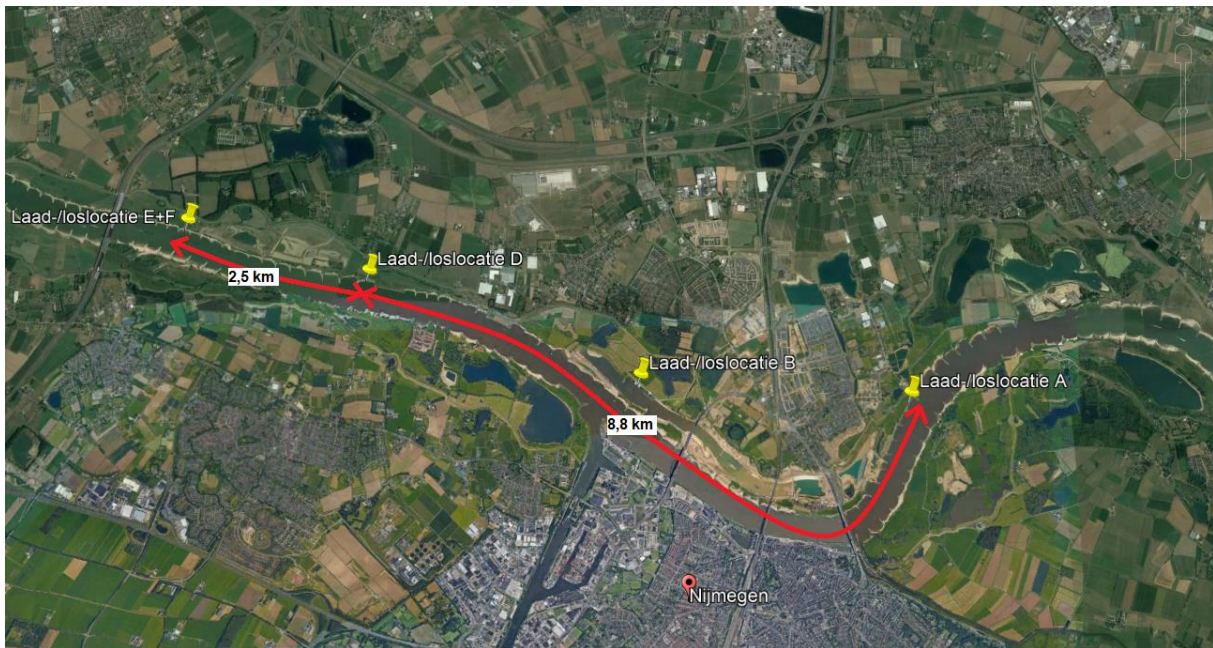 Laad-/loslocatie E+F
Laad-/loslocatie D
2,5 km
Laad-/loslocatie B
Laad-/loslocatie A
8,8 km
Nijmegen